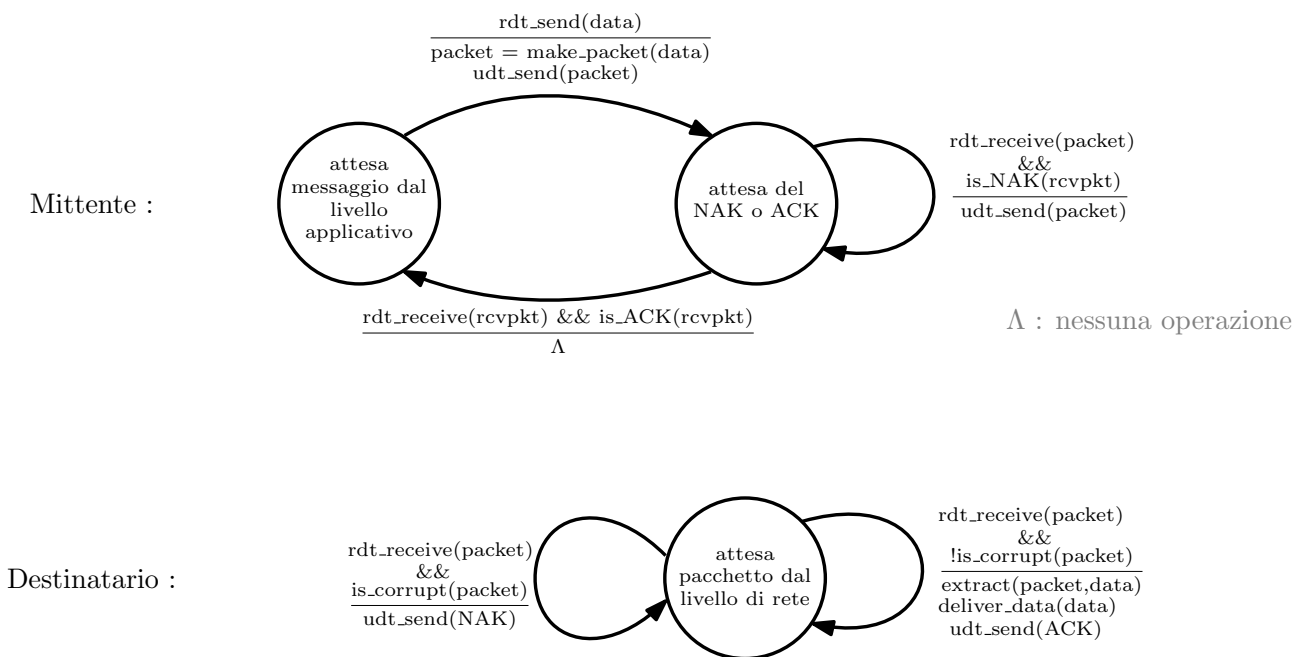 rdt_send(data)
packet = make_packet(data)
udt_send(packet)
Mittente :
attesa
messaggio dal
livello
applicativo
attesa del
NAK o ACK
rdt_receive(packet)
&&
is_NAK(rcvpkt)
udt_send(packet)
rdt_receive(rcvpkt) && is_ACK(rcvpkt)
Λ
Λ : nessuna operazione
Destinatario :
rdt_receive(packet)
&&
is_corrupt(packet)
udt_send(NAK)
attesa
pacchetto dal
livello di rete
rdt_receive(packet)
&&
!is_corrupt(packet)
extract(packet,data)
deliver_data(data)
udt_send(ACK)